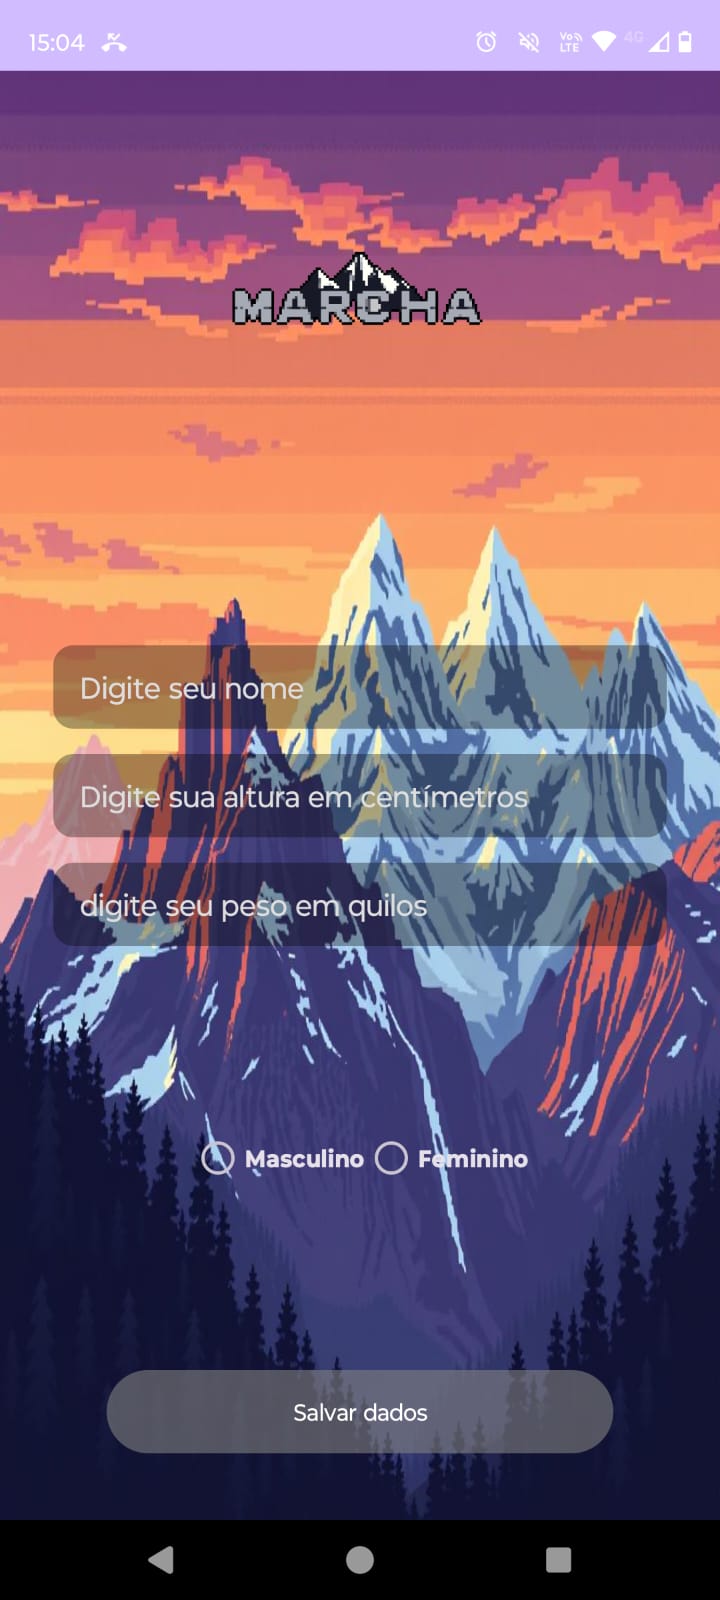 15:04
Vo LTE 4G
MARCHA
Digite seu nome
Digite sua altura em centímetros
digite seu peso em quilos
Masculino Feminino
Salvar dados